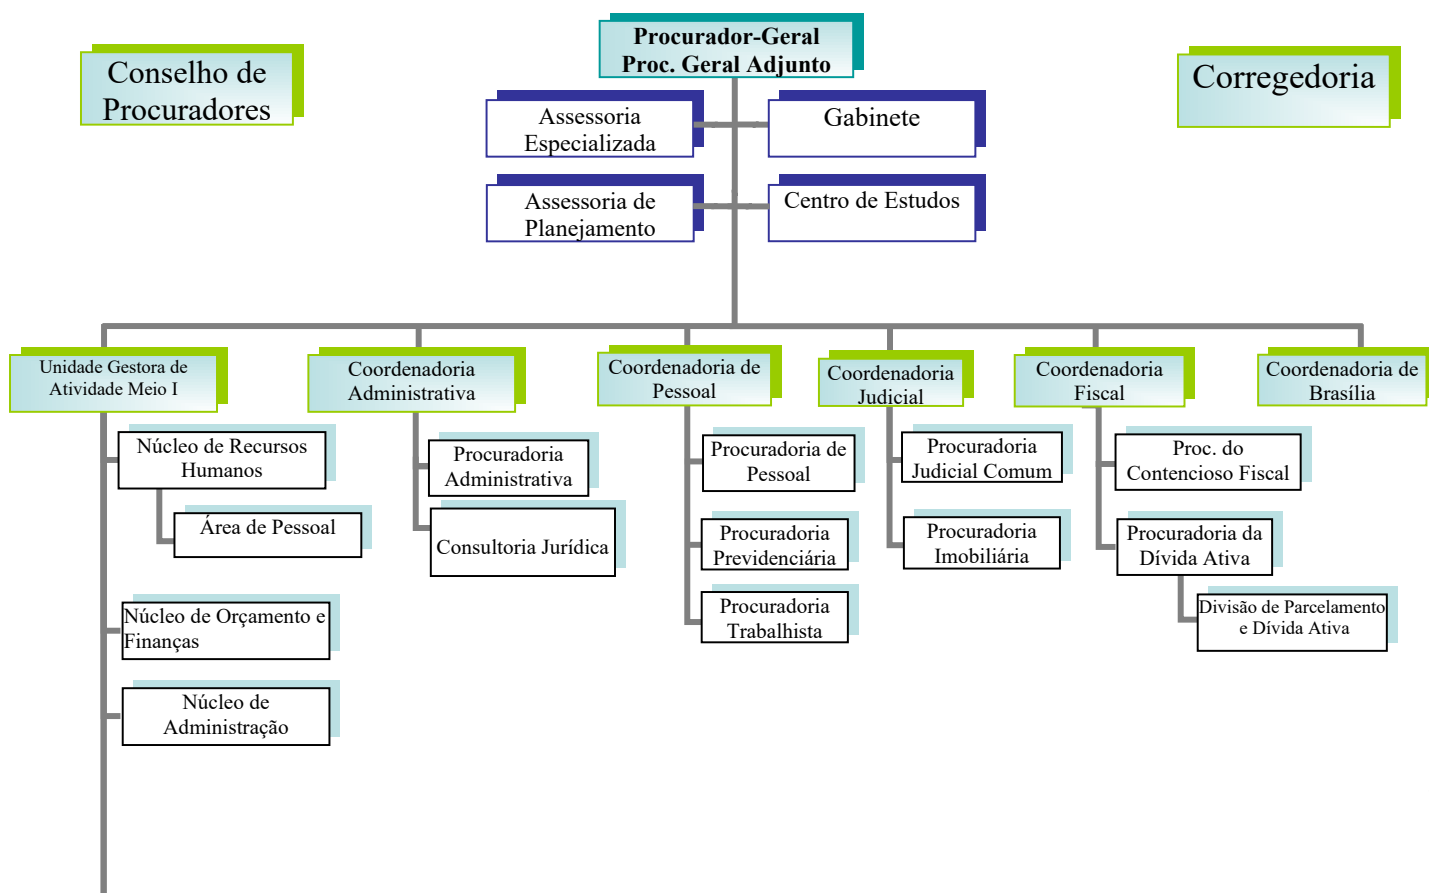 Procurador-Geral
Proc. Geral Adjunto
Conselho de
Procuradores
Corregedoria
Assessoria
Especializada
Gabinete
Assessoria de
Planejamento
Centro de Estudos
Unidade Gestora de
Atividade Meio I
Coordenadoria
Administrativa
Coordenadoria de
Pessoal
Coordenadoria
Judicial
Coordenadoria
Fiscal
Coordenadoria de
Brasília
Núcleo de Recursos
Humanos
Área de Pessoal
Núcleo de Orçamento e
Finanças
Núcleo de
Administração
Procuradoria
Administrativa
Consultoria Jurídica
Procuradoria de
Pessoal
Procuradoria
Previdenciária
Procuradoria
Trabalhista
Procuradoria
Judicial Comum
Procuradoria
Imobiliária
Proc. do
Contencioso Fiscal
Procuradoria da
Dívida Ativa
Divisão de Parcelamento
e Dívida Ativa